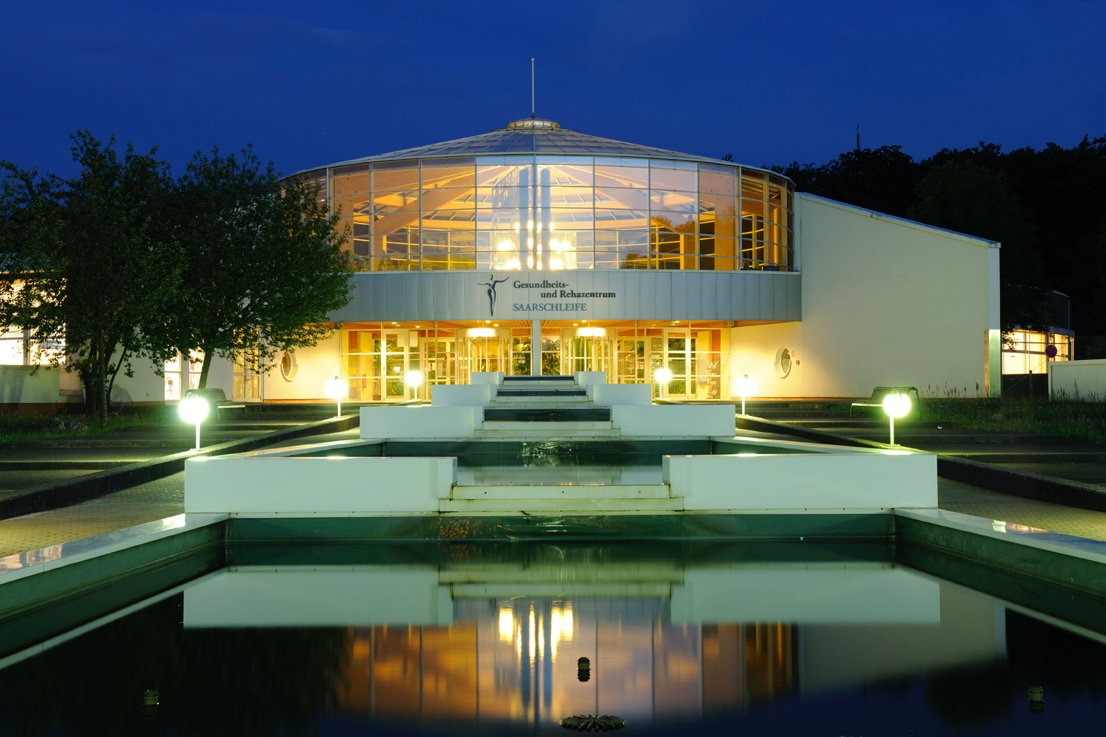 Gesundheits-
und Rehazentrum
SAARSCHLEIFE